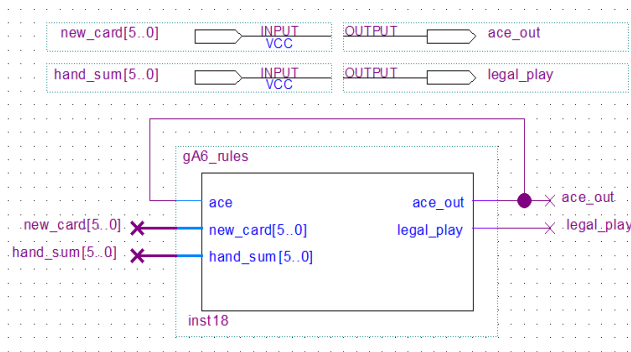 new_card[5..0] INPUT VCC OUTPUT ace_out
hand_sum[5..0] INPUT VCC OUTPUT legal_play
gA6_rules
ace ace_out ace_out
new_card[5..0] new_card[5..0] legal_play legal_play
hand_sum[5..0] hand_sum[5..0]
inst18